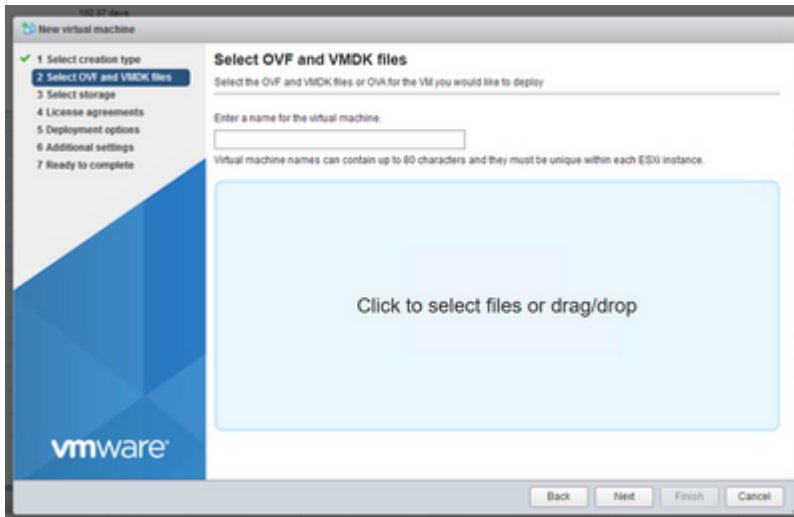 182.07 days
New virtual machine
1 Select creation type
2 Select OVF and VMDK files
3 Select storage
4 License agreements
5 Deployment options
6 Additional settings
7 Ready to complete
Select OVF and VMDK files
Select the OVF and VMDK files or OVA for the VM you would like to deploy
Enter a name for the virtual machine.
Virtual machine names can contain up to 80 characters and they must be unique within each ESXi instance.
Click to select files or drag/drop
vmware
Back Next Finish Cancel